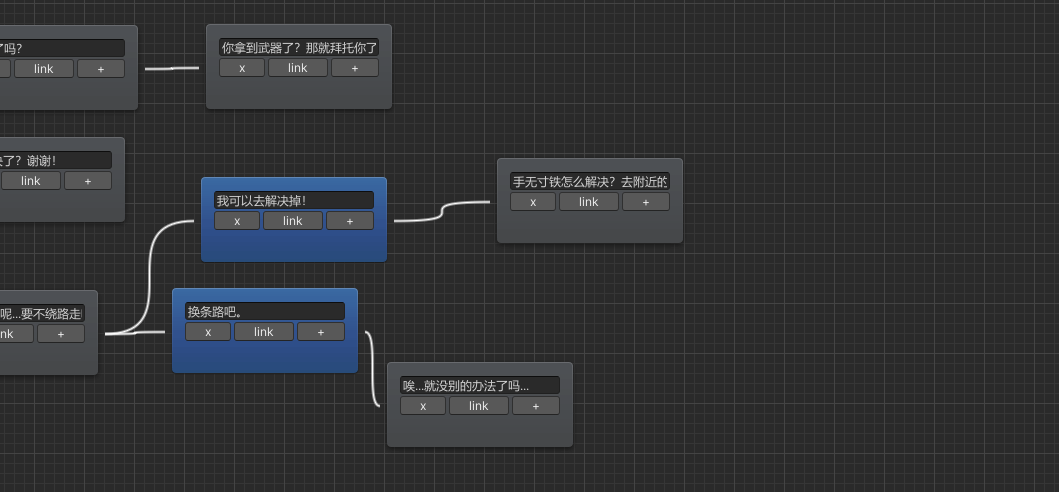 了吗？
link +
你拿到武器了？那就拜托你了
x link +
决了？谢谢！
link +
我可以去解决掉！
x link +
手无寸铁怎么解决？去附近的
x link +
呢...要不绕路走
nk +
换条路吧。
x link +
唉...就没别的办法了吗...
x link +